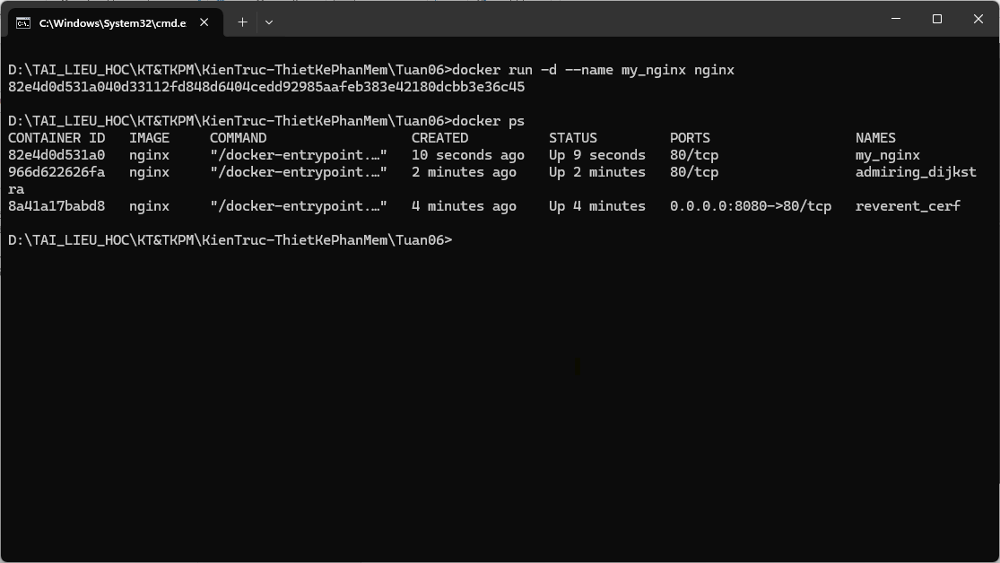 C:\Windows\System32\cmd.e
D:\TAI_LIEU_HOC\KT&TKPM\KienTruc-ThietKePhanMem\Tuan06>docker run -d --name my_nginx nginx
82e4d0d531a040d33112fd848d6404cedd92985aafeb383e42180dcbb3e36c45
D:\TAI_LIEU_HOC\KT&TKPM\KienTruc-ThietKePhanMem\Tuan06>docker ps
CONTAINER ID   IMAGE     COMMAND                  CREATED          STATUS         PORTS                  NAMES
82e4d0d531a0   nginx     "/docker-entrypoint.…"   10 seconds ago   Up 9 seconds   80/tcp                 my_nginx
966d622626fa   nginx     "/docker-entrypoint.…"   2 minutes ago    Up 2 minutes   80/tcp                 admiring_dijkst
ra
8a41a17babd8   nginx     "/docker-entrypoint.…"   4 minutes ago    Up 4 minutes   0.0.0.0:8080->80/tcp   reverent_cerf
D:\TAI_LIEU_HOC\KT&TKPM\KienTruc-ThietKePhanMem\Tuan06>